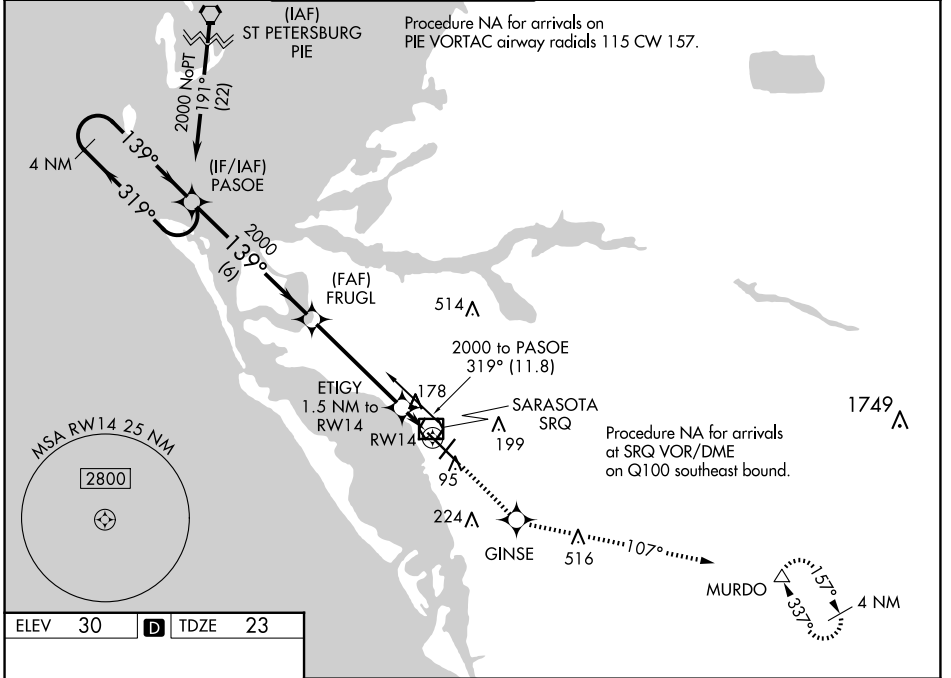 (IAF)
ST PETERSBURG
PIE
Procedure NA for arrivals on
PIE VORTAC airway radials 115 CW 157.
2000 NoPT
191°
(22)
4 NM
139°
319°
(IF/IAF)
PASOE
2000
139°
(6)
(FAF)
FRUGL
514
2000 to PASOE
319° (11.8)
ETIGY
1.5 NM to
RW14
178
RW14
SARASOTA
SRQ
199
1749
Procedure NA for arrivals
at SRQ VOR/DME
on Q100 southeast bound.
95
224
GINSE
516
107°
MURDO
157°
337°
4 NM
MSA RW14 25 NM
2800
ELEV 30 D TDZE 23